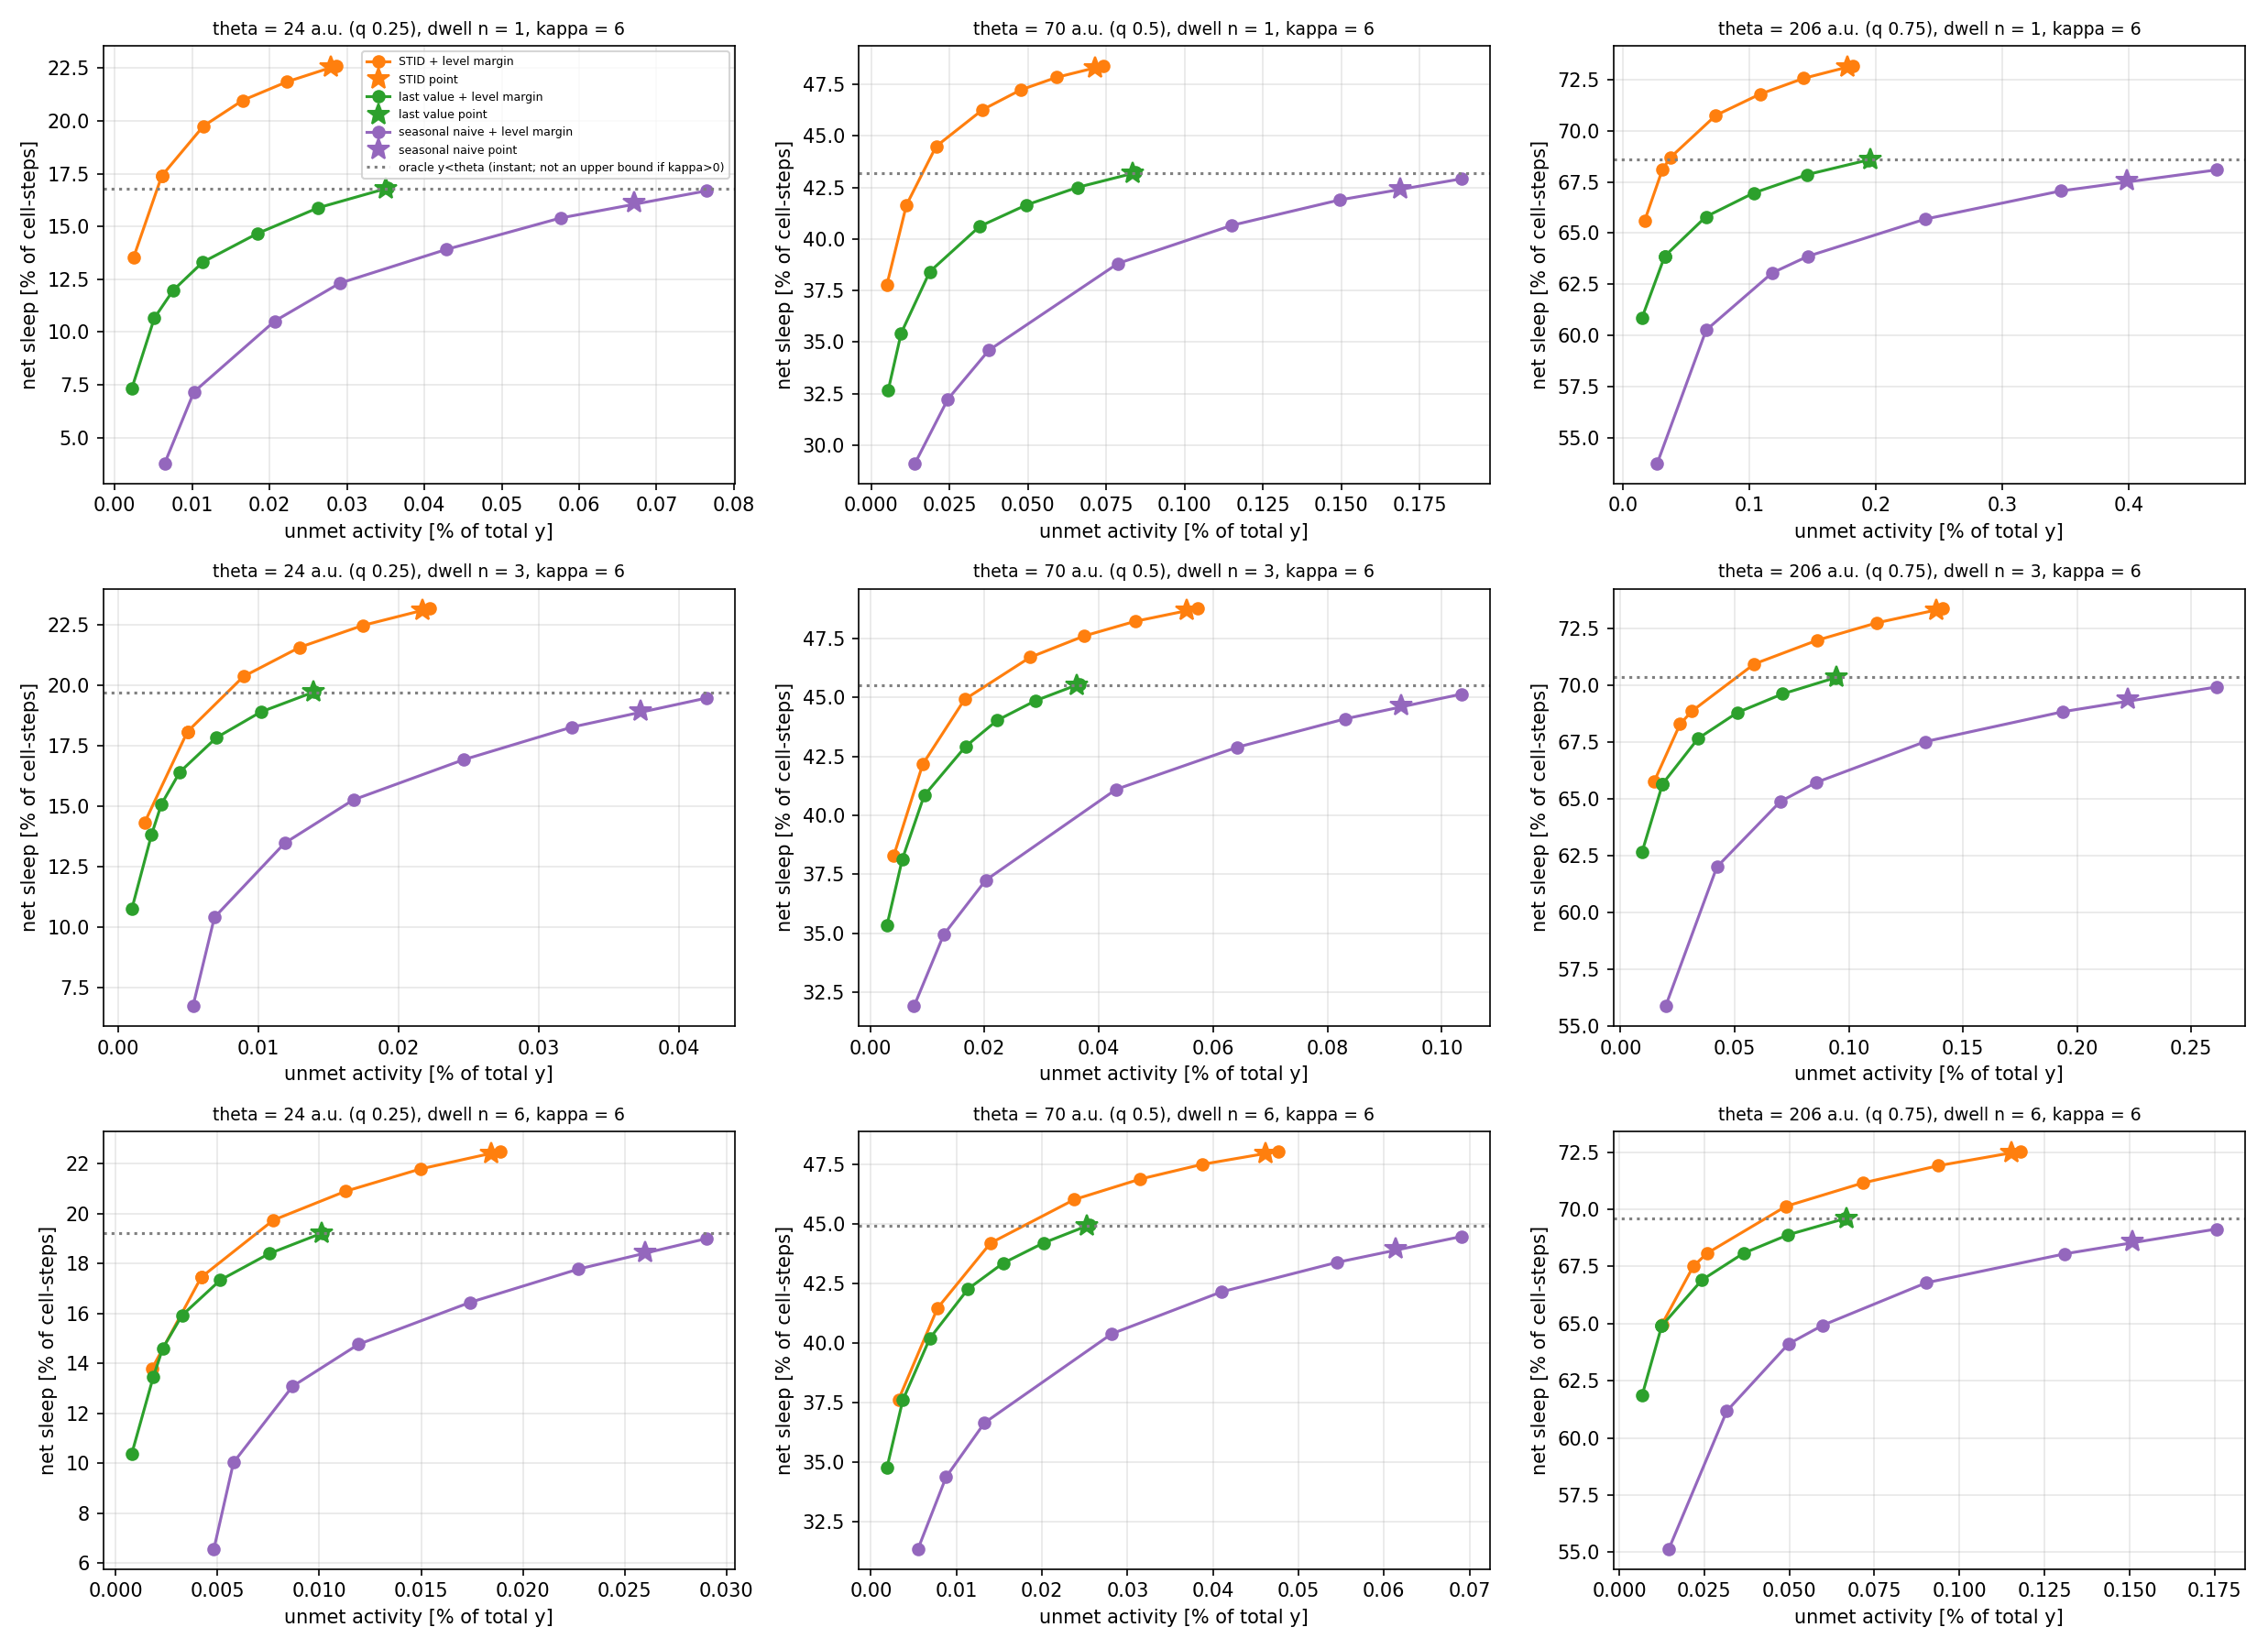 theta = 24 a.u. (q 0.25), dwell n = 1, kappa = 6
net sleep [% of cell-steps]
22.5
20.0
17.5
15.0
12.5
10.0
7.5
5.0
STID + level margin
STID point
last value + level margin
last value point
seasonal naive + level margin
seasonal naive point
oracle y<theta (instant; not an upper bound if kappa>0)
0.00 0.01 0.02 0.03 0.04 0.05 0.06 0.07 0.08
unmet activity [% of total y]
theta = 70 a.u. (q 0.5), dwell n = 1, kappa = 6
net sleep [% of cell-steps]
47.5
45.0
42.5
40.0
37.5
35.0
32.5
30.0
0.000 0.025 0.050 0.075 0.100 0.125 0.150 0.175
unmet activity [% of total y]
theta = 206 a.u. (q 0.75), dwell n = 1, kappa = 6
net sleep [% of cell-steps]
72.5
70.0
67.5
65.0
62.5
60.0
57.5
55.0
0.0 0.1 0.2 0.3 0.4
unmet activity [% of total y]
theta = 24 a.u. (q 0.25), dwell n = 3, kappa = 6
net sleep [% of cell-steps]
22.5
20.0
17.5
15.0
12.5
10.0
7.5
0.00 0.01 0.02 0.03 0.04
unmet activity [% of total y]
theta = 70 a.u. (q 0.5), dwell n = 3, kappa = 6
net sleep [% of cell-steps]
47.5
45.0
42.5
40.0
37.5
35.0
32.5
0.00 0.02 0.04 0.06 0.08 0.10
unmet activity [% of total y]
theta = 206 a.u. (q 0.75), dwell n = 3, kappa = 6
net sleep [% of cell-steps]
72.5
70.0
67.5
65.0
62.5
60.0
57.5
55.0
0.00 0.05 0.10 0.15 0.20 0.25
unmet activity [% of total y]
theta = 24 a.u. (q 0.25), dwell n = 6, kappa = 6
net sleep [% of cell-steps]
22
20
18
16
14
12
10
8
6
0.000 0.005 0.010 0.015 0.020 0.025 0.030
unmet activity [% of total y]
theta = 70 a.u. (q 0.5), dwell n = 6, kappa = 6
net sleep [% of cell-steps]
47.5
45.0
42.5
40.0
37.5
35.0
32.5
0.00 0.01 0.02 0.03 0.04 0.05 0.06 0.07
unmet activity [% of total y]
theta = 206 a.u. (q 0.75), dwell n = 6, kappa = 6
net sleep [% of cell-steps]
72.5
70.0
67.5
65.0
62.5
60.0
57.5
55.0
0.000 0.025 0.050 0.075 0.100 0.125 0.150 0.175
unmet activity [% of total y]